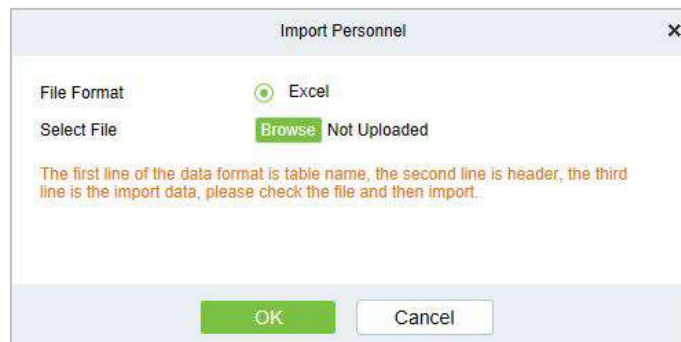 Import Personnel ×
File Format Excel
Select File Browse Not Uploaded
The first line of the data format is table name, the second line is header, the third
line is the import data, please check the file and then import.
OK Cancel